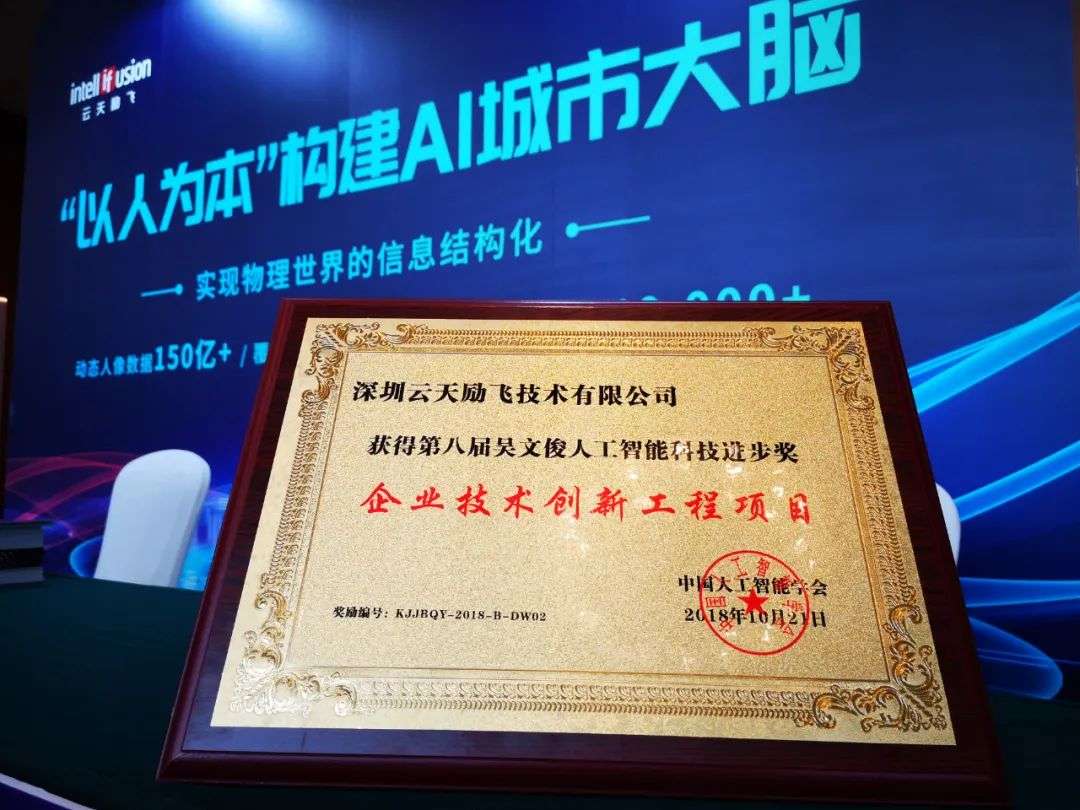 intellifusion
云天励飞
“以人为本”构建AI城市大脑
实现物理世界的信息结构化
动态人像数据150亿+ / 覆
深圳云天励飞技术有限公司
获得第八届吴文俊人工智能科技进步奖
企业技术创新工程项目
中国人工智能学会
奖励编号：KJJBQY-2018-B-DW02
2018年10月21日